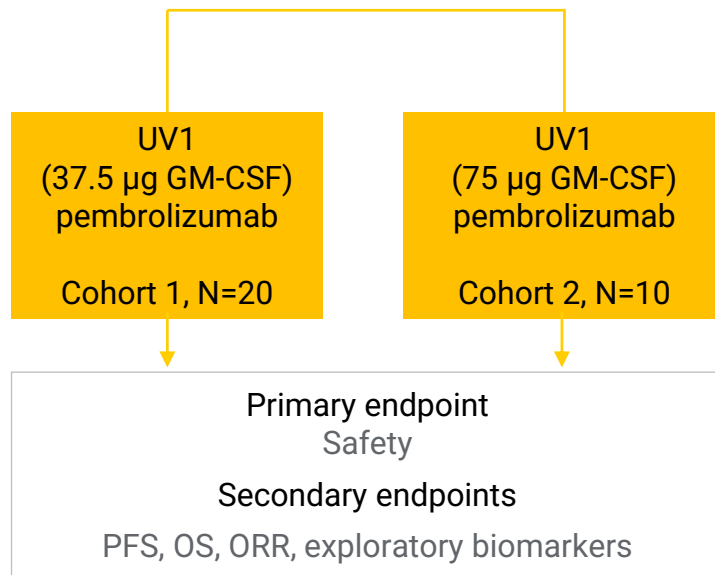 UV1
(37.5 µg GM-CSF)
pembrolizumab
Cohort 1, N=20
UV1
(75 µg GM-CSF)
pembrolizumab
Cohort 2, N=10
Primary endpoint
Safety
Secondary endpoints
PFS, OS, ORR, exploratory biomarkers